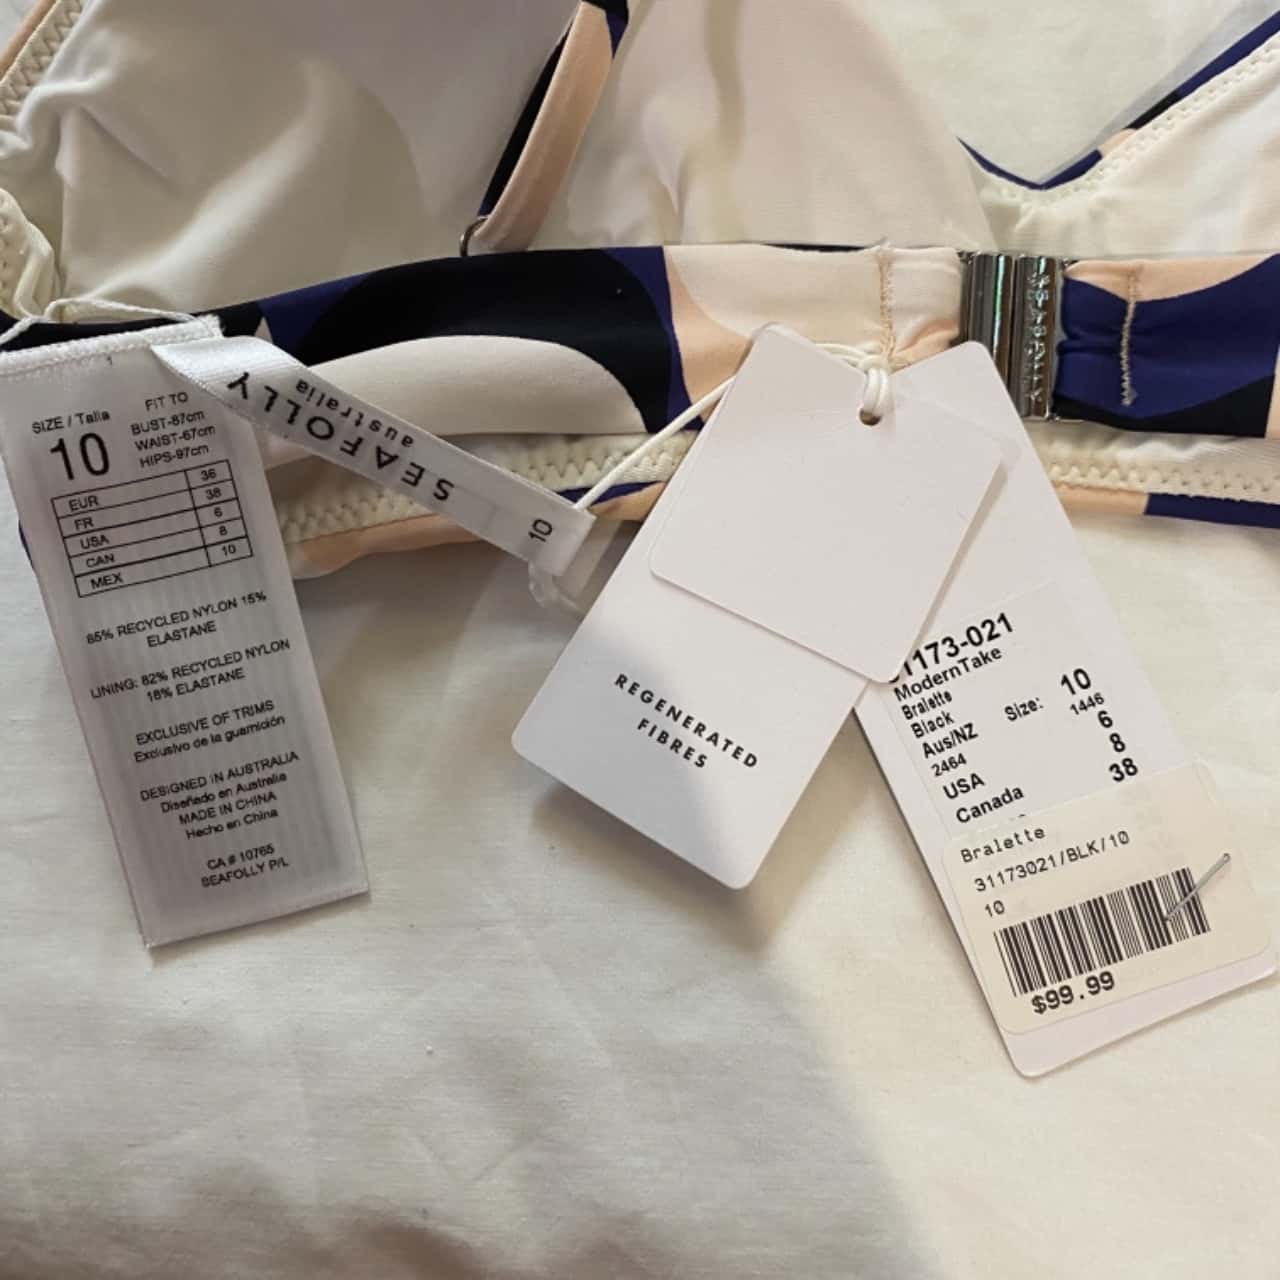 SIZE / Talla
10
FIT TO
BUST-87cm
WAIST-67cm
HIPS-97cm
EUR 36
FR 38
USA 6
CAN 8
MEX 10
85% RECYCLED NYLON 15%
ELASTANE
LINING: 82% RECYCLED NYLON
18% ELASTANE
EXCLUSIVE OF TRIMS
Exclusivo de la guarnición
DESIGNED IN AUSTRALIA
Diseñado en Australia
MADE IN CHINA
Hecho en China
CA # 10765
SEAFOLLY P/L
SEAFOLLY
australia
10
SEAFOLLY
REGENERATED
FIBRES
1173-021
ModernTake
Bralette
Black
Aus/NZ Size: 10
2464 1446
USA 6
Canada 8
38
Bralette
31173021/BLK/10
10
$99.99